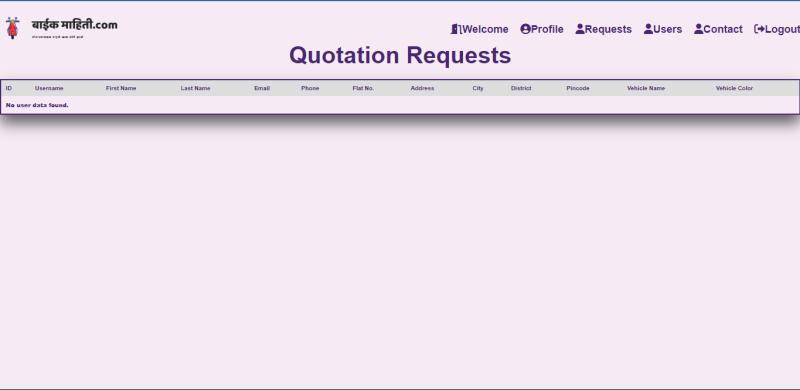 बाईक माहिती.com
Welcome Profile Requests Users Contact Logout
Quotation Requests
ID Username First Name Last Name Email Phone Flat No. Address City District Pincode Vehicle Name Vehicle Color
No user data found.